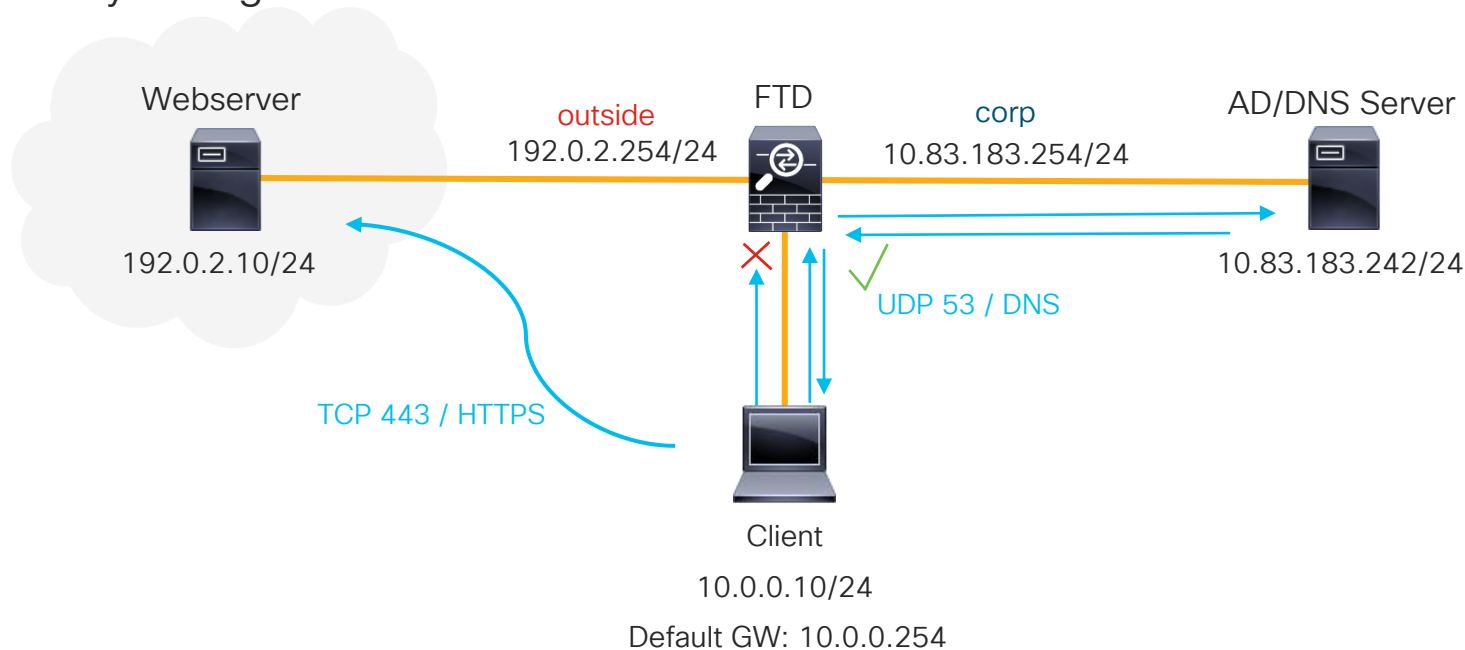 Webserver
outside
192.0.2.254/24
FTD
corp
10.83.183.254/24
AD/DNS Server
192.0.2.10/24
10.83.183.242/24
UDP 53 / DNS
TCP 443 / HTTPS
Client
10.0.0.10/24
Default GW: 10.0.0.254